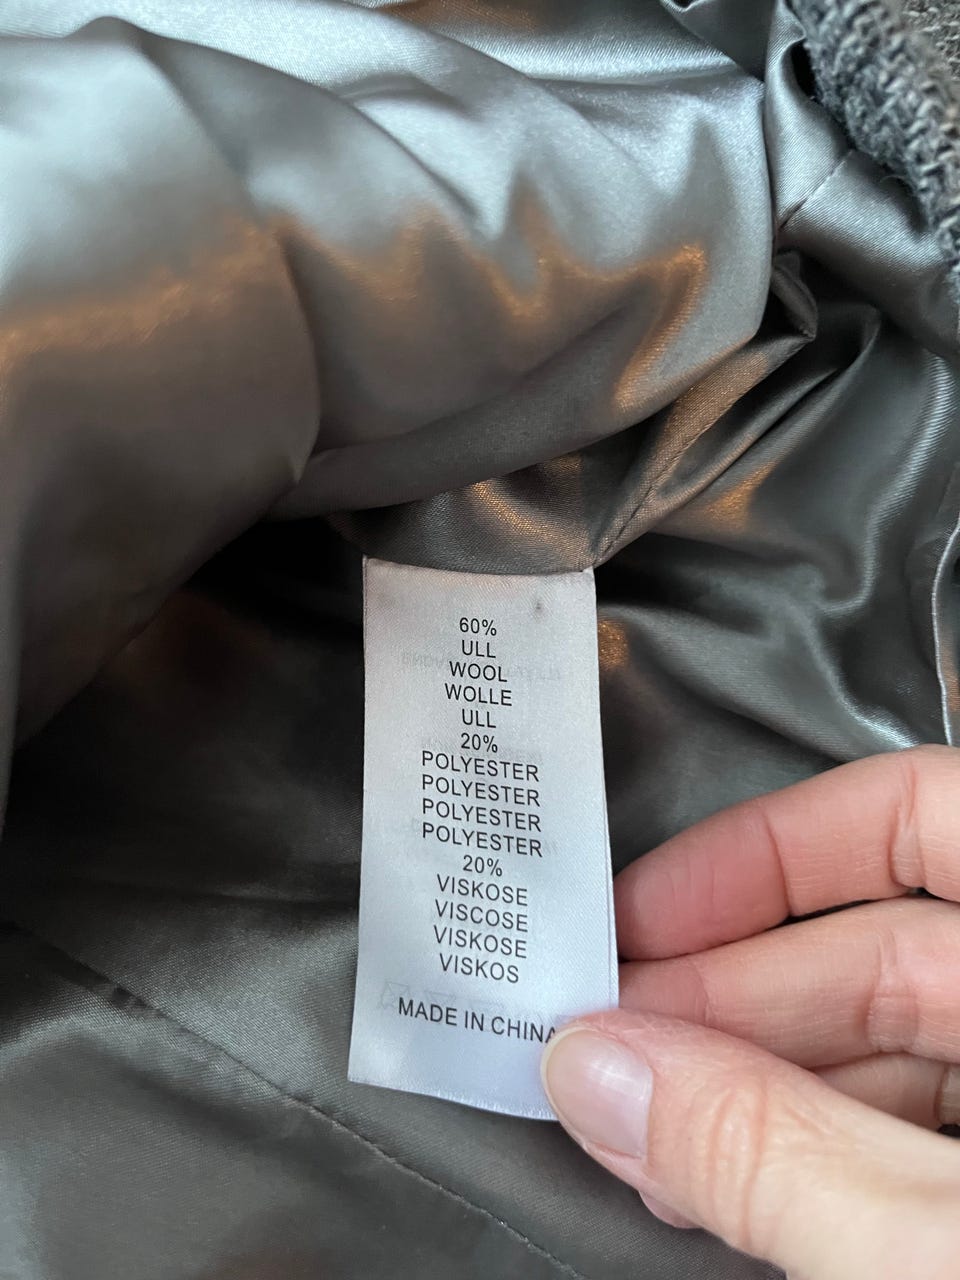 60%
ULL
WOOL
WOLLE
ULL
20%
POLYESTER
POLYESTER
POLYESTER
POLYESTER
20%
VISKOSE
VISCOSE
VISKOSE
VISKOS
MADE IN CHINA